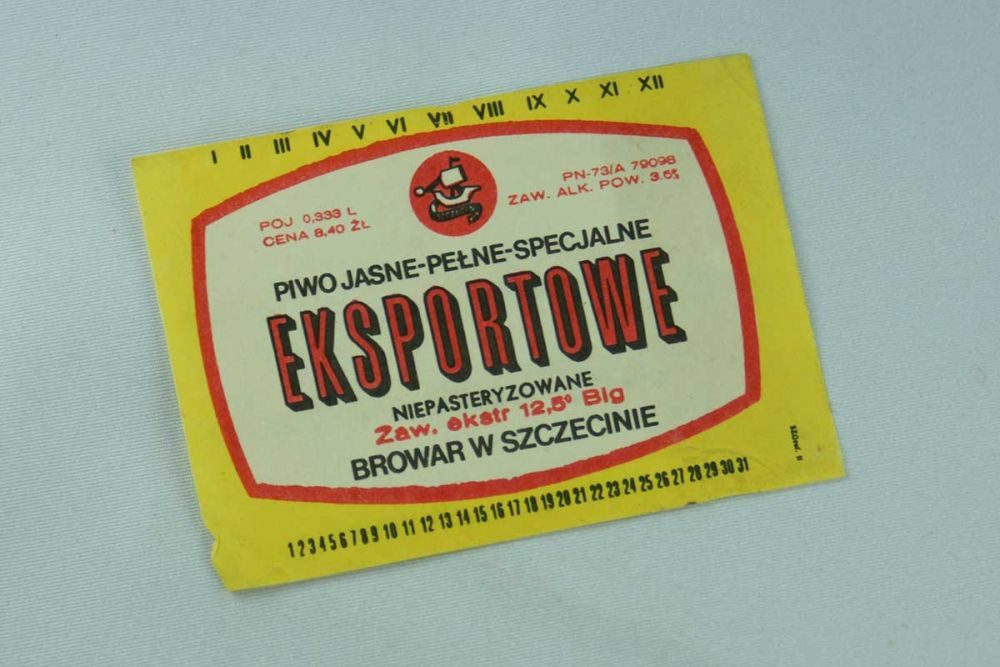 I II III IV V VI VII VIII IX X XI XII
POJ 0,333 L
CENA 8,40 ZŁ
PN-73/A 79098
ZAW. ALK. POW. 3.6%
PIWO JASNE-PEŁNE-SPECJALNE
EKSPORTOWE
NIEPASTERYZOWANE
Zaw. ekstr 12,5° Blg
BROWAR W SZCZECINIE
1 2 3 4 5 6 7 8 9 10 11 12 13 14 15 16 17 18 19 20 21 22 23 24 25 26 27 28 29 30 31